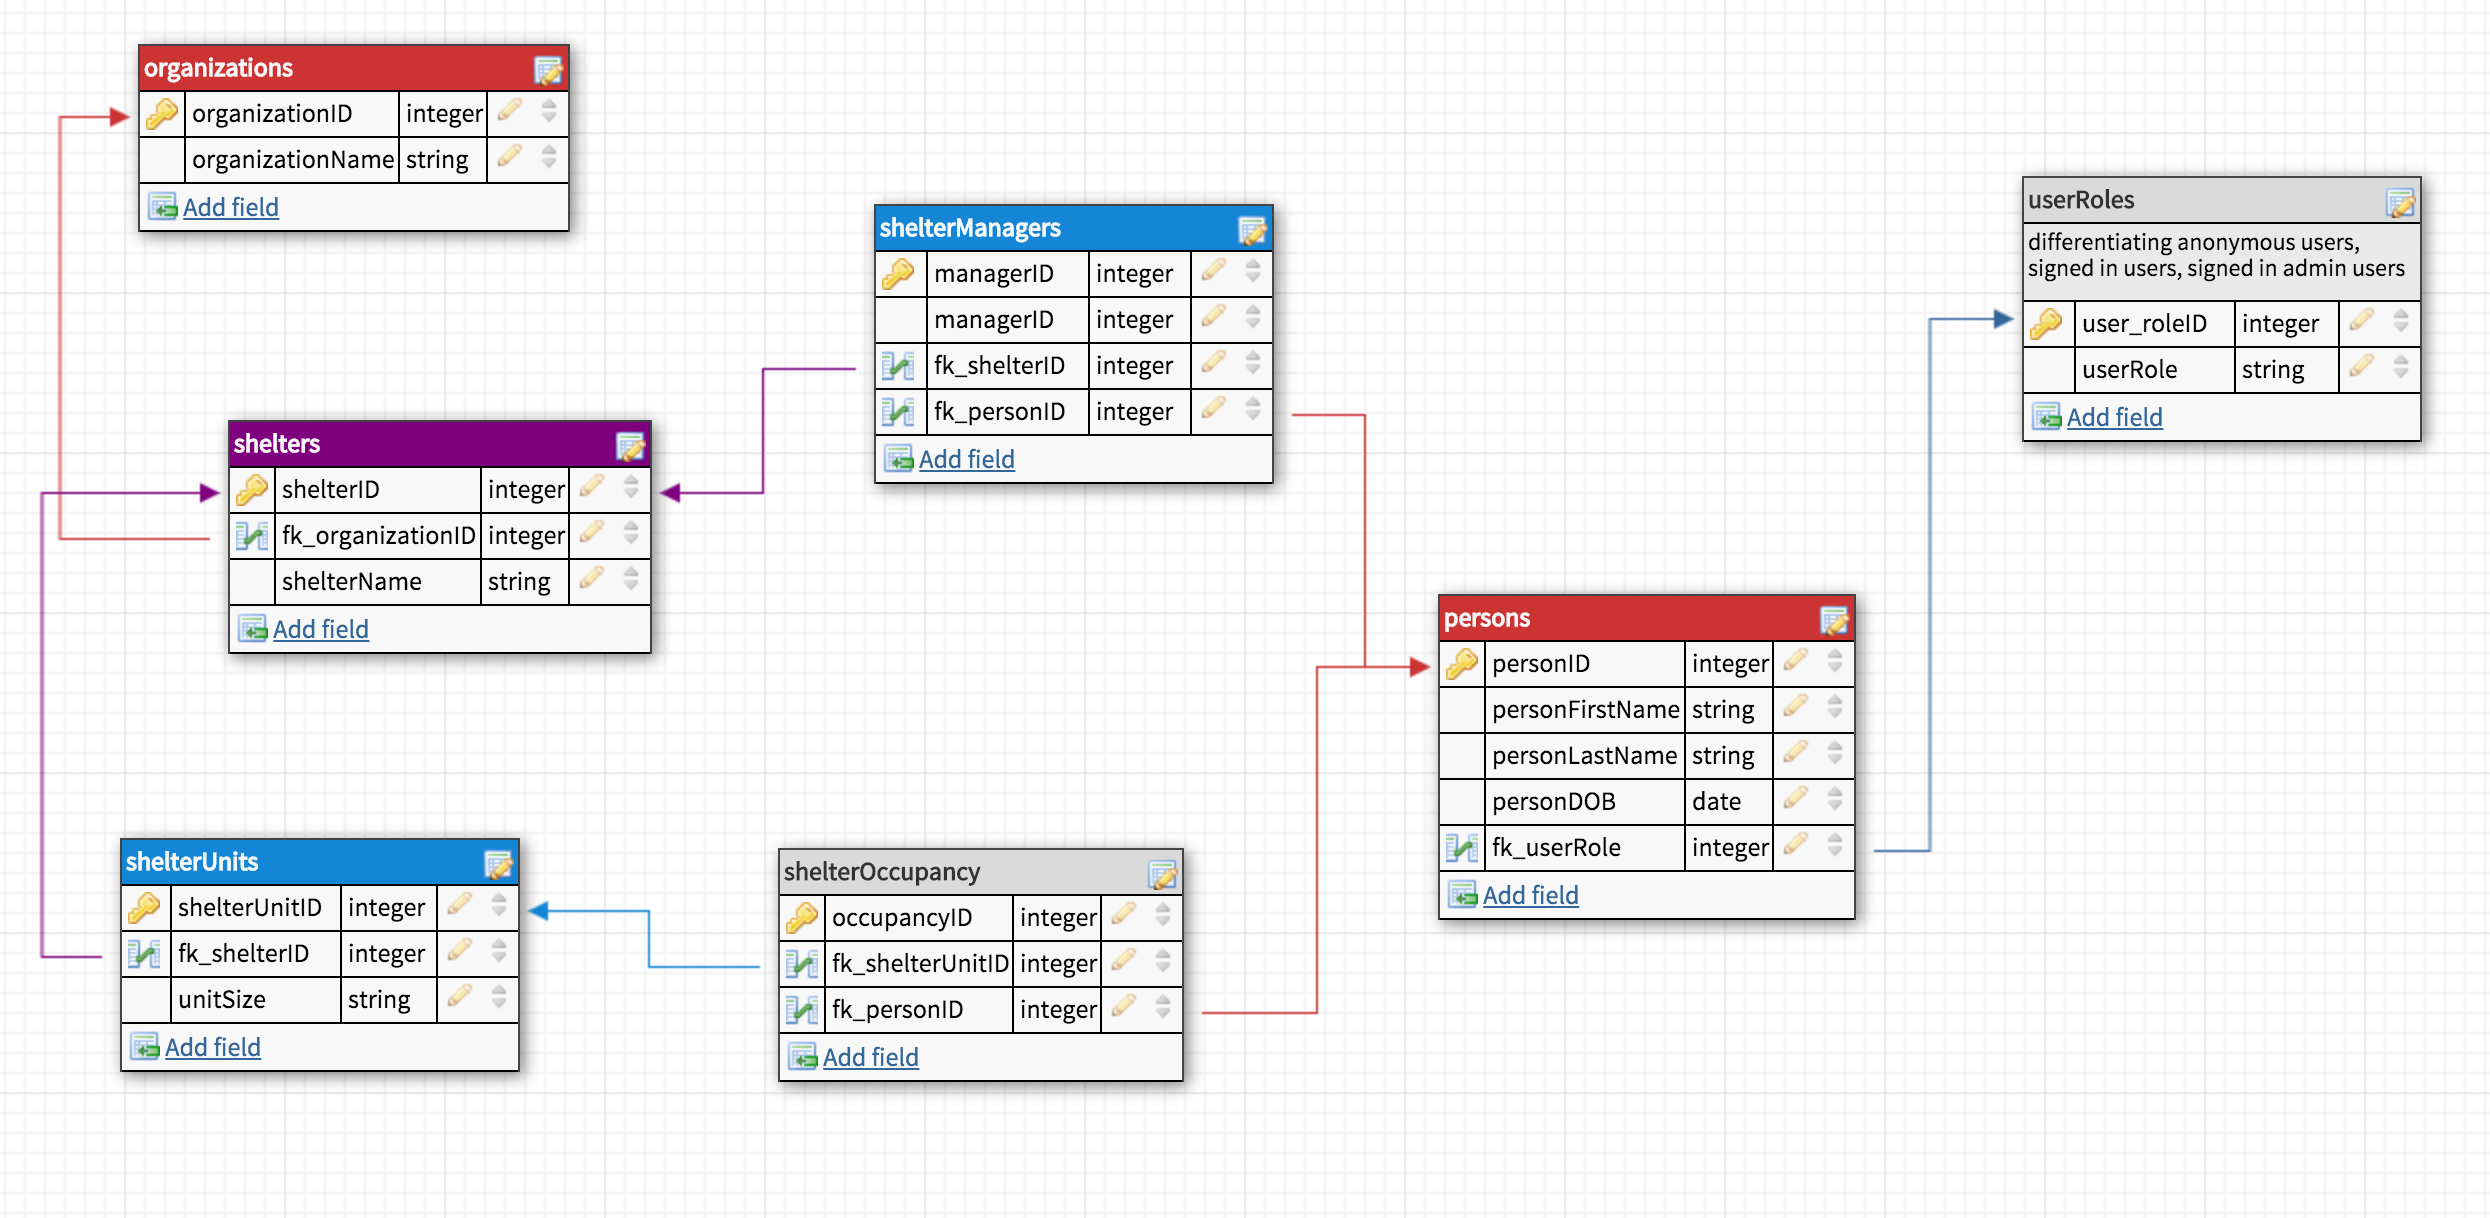 organizations
organizationID integer
organizationName string
Add field
shelterManagers
managerID integer
managerID integer
fk_shelterID integer
fk_personID integer
Add field
userRoles
differentiating anonymous users,
signed in users, signed in admin users
user_roleID integer
userRole string
Add field
shelters
shelterID integer
fk_organizationID integer
shelterName string
Add field
persons
personID integer
personFirstName string
personLastName string
personDOB date
fk_userRole integer
Add field
shelterUnits
shelterUnitID integer
fk_shelterID integer
unitSize string
Add field
shelterOccupancy
occupancyID integer
fk_shelterUnitID integer
fk_personID integer
Add field